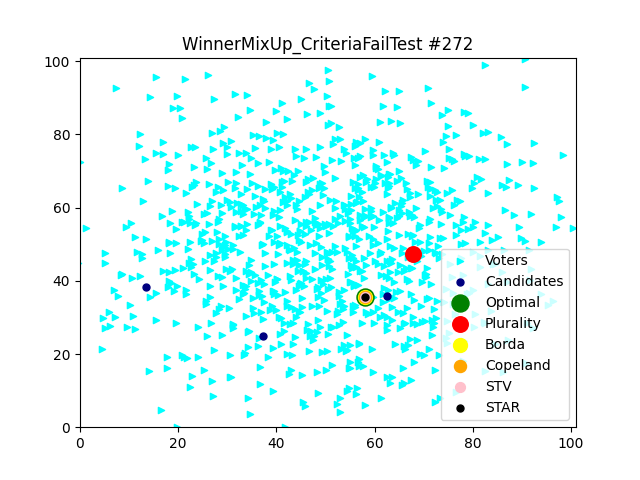 WinnerMixUp_CriteriaFailTest #272
100
80
60
40
20
0
0
20
40
60
80
100
Voters
Candidates
Optimal
Plurality
Borda
Copeland
STV
STAR